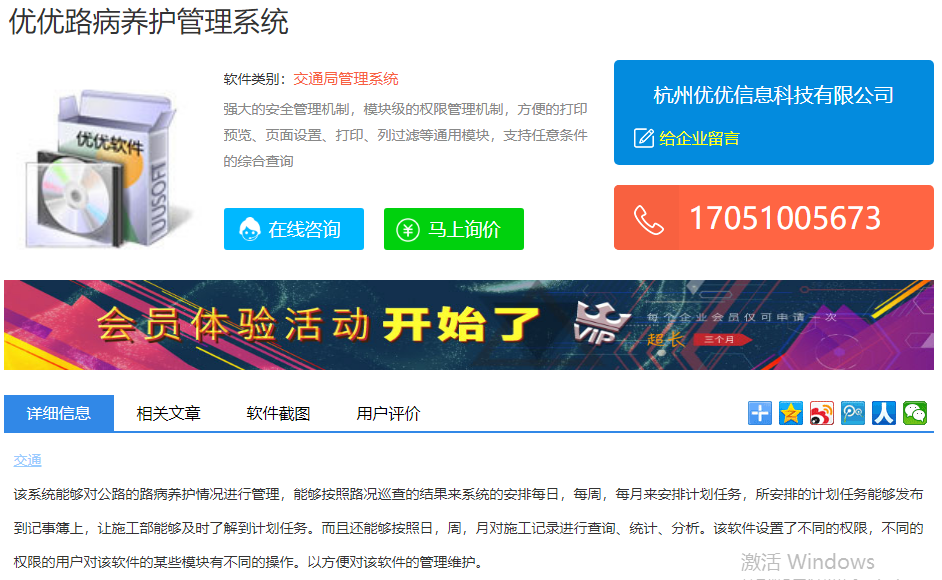 优优路病养护管理系统
软件类别：交通局管理系统
强大的安全管理机制，模块级的权限管理机制，方便的打印
预览、页面设置、打印、列过滤等通用模块，支持任意条件
的综合查询
优优软件
UUSOFT
在线咨询
马上询价
杭州优优信息科技有限公司
给企业留言
17051005673
会员体验活动开始了
VIP
每个企业会员仅可申请一次
超长 三个月
详细信息 相关文章 软件截图 用户评价
交通
该系统能够对公路的路病养护情况进行管理，能够按照路况巡查的结果来系统的安排每日，每周，每月来安排计划任务，所安排的计划任务能够发布
到记事簿上，让施工部能够及时了解到计划任务。而且还能够按照日，周，月对施工记录进行查询、统计、分析。该软件设置了不同的权限，不同的
权限的用户对该软件的某些模块有不同的操作。以方便对该软件的管理维护。
激活 Windows